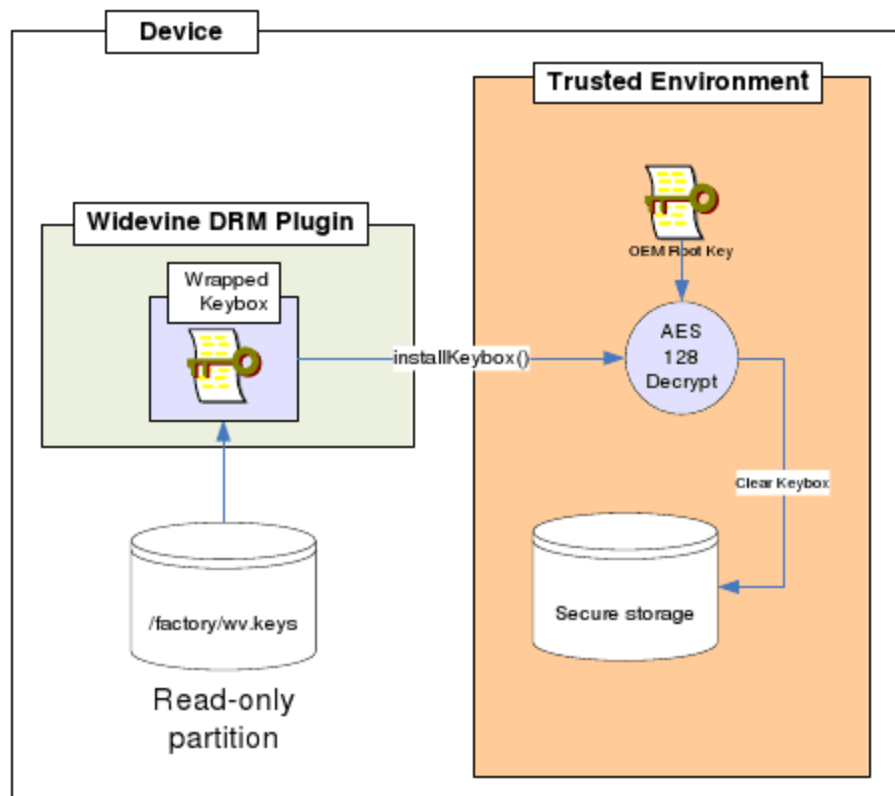 Device
Trusted Environment
OEM Root Key
Widevine DRM Plugin
Wrapped
Keybox
installKeybox()
AES
128
Decrypt
Clear Keybox
/factory/wv.keys
Secure storage
Read-only
partition